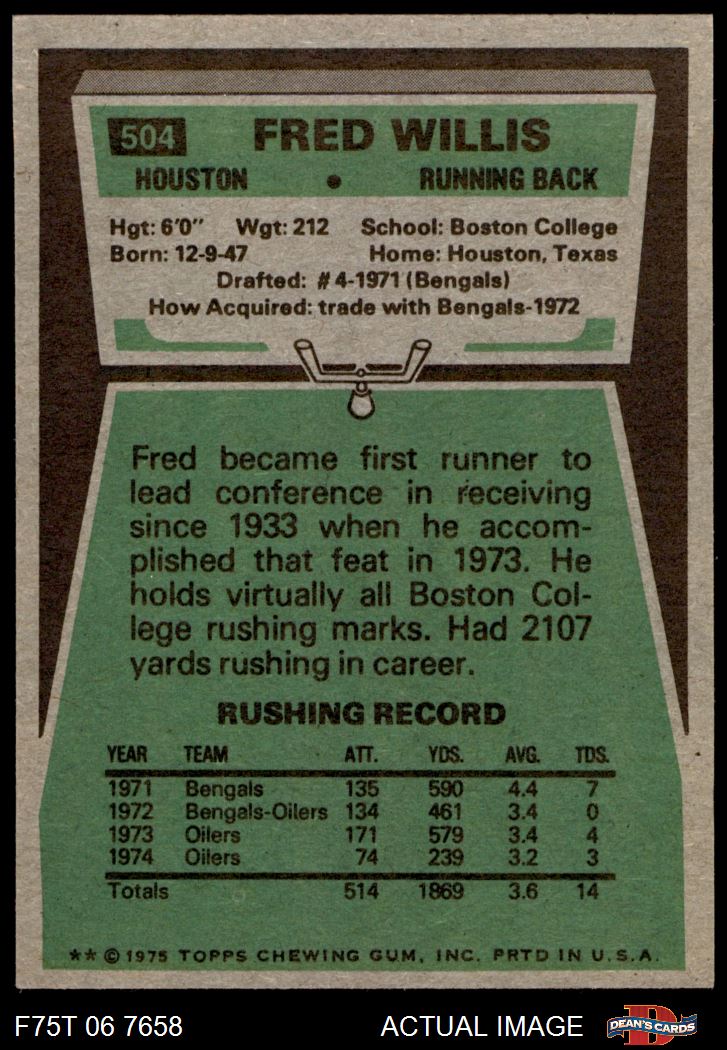 504 FRED WILLIS
HOUSTON • RUNNING BACK
Hgt: 6'0" Wgt: 212 School: Boston College
Born: 12-9-47 Home: Houston, Texas
Drafted: #4-1971 (Bengals)
How Acquired: trade with Bengals-1972
Fred became first runner to
lead conference in receiving
since 1933 when he accom-
plished that feat in 1973. He
holds virtually all Boston Col-
lege rushing marks. Had 2107
yards rushing in career.
RUSHING RECORD
YEAR TEAM ATT. YDS. AVG. TDS.
1971 Bengals 135 590 4.4 7
1972 Bengals-Oilers 134 461 3.4 0
1973 Oilers 171 579 3.4 4
1974 Oilers 74 239 3.2 3
Totals 514 1869 3.6 14
** © 1975 TOPPS CHEWING GUM, INC. PRTD IN U.S.A.
F75T 06 7658 ACTUAL IMAGE D DEAN'S CARDS